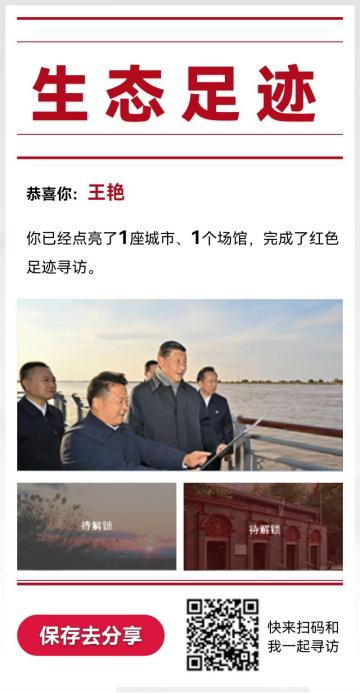 生态足迹
恭喜你：王艳
你已经点亮了1座城市、1个场馆，完成了红色
足迹寻访。
待解锁
待解锁
保存去分享
快来扫码和
我一起寻访